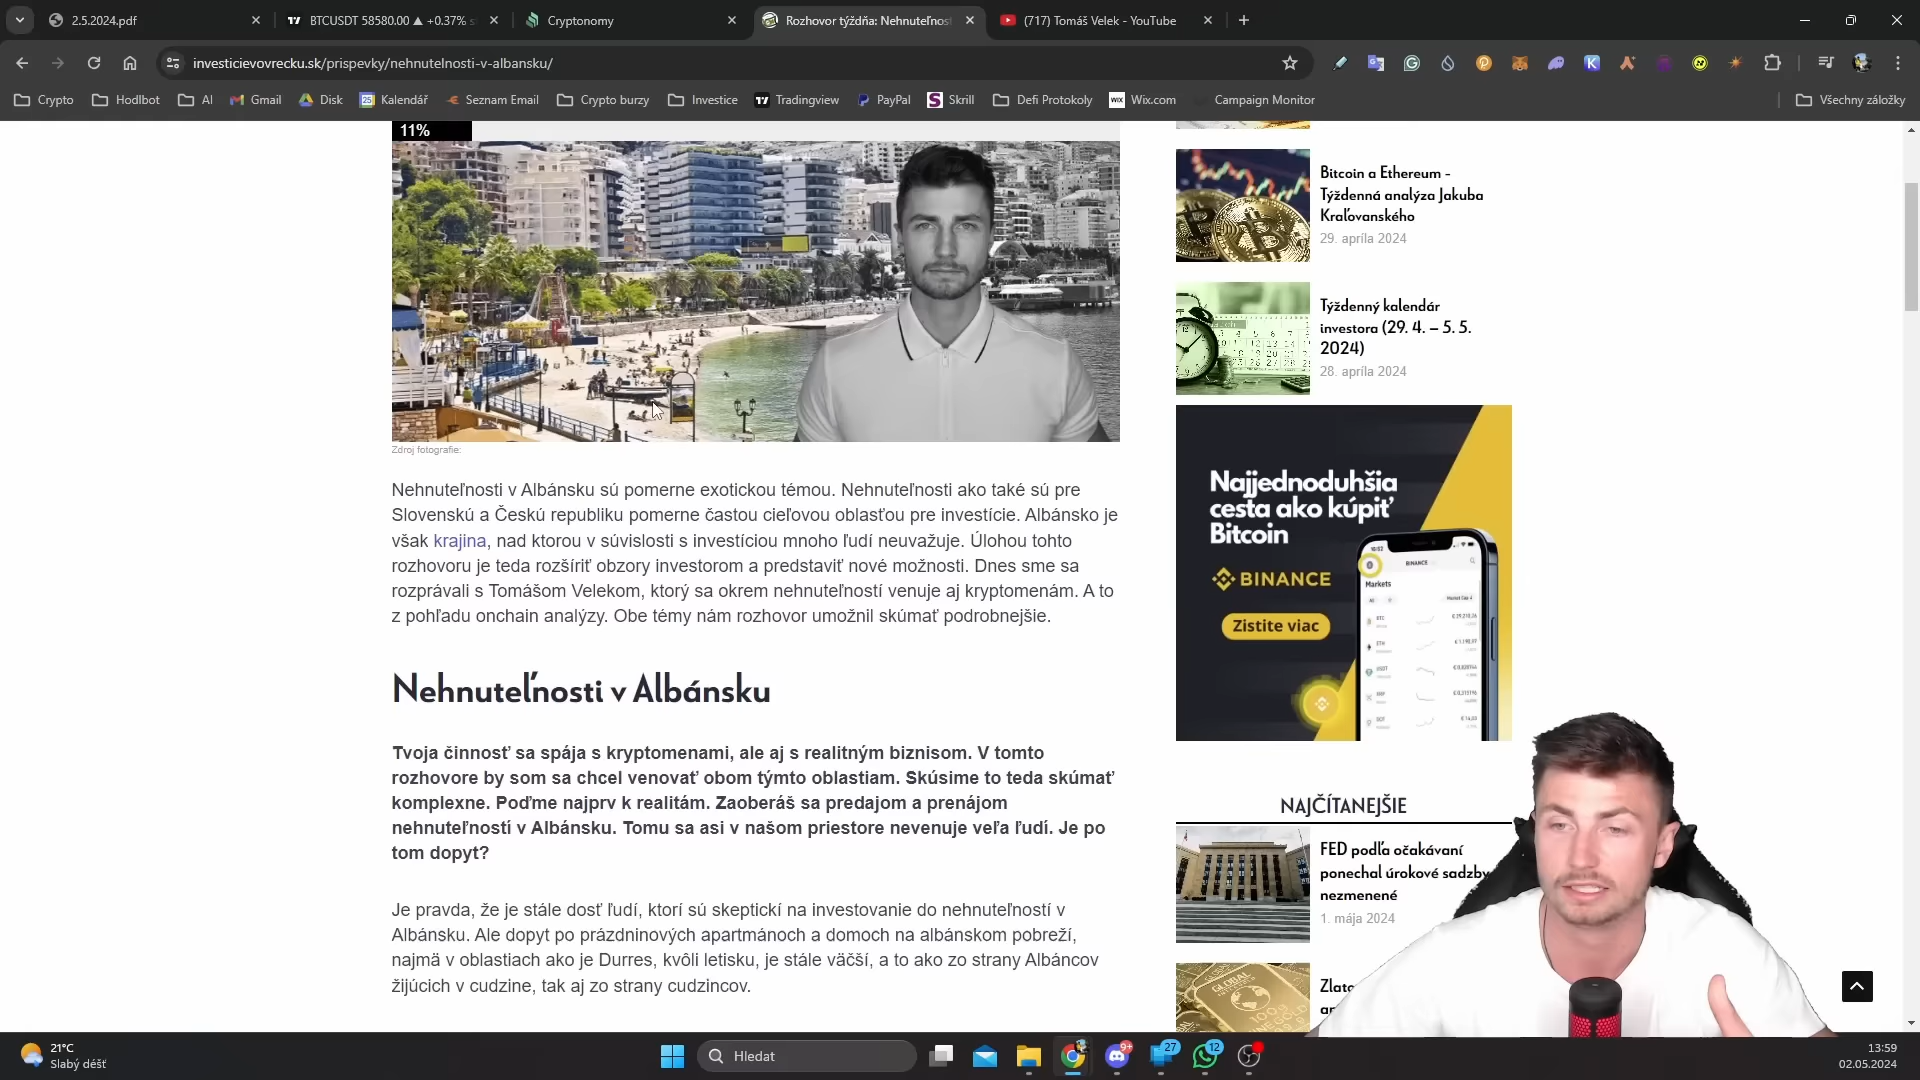 2.5.2024.pdf
BTCUSDT 58580.00 ▲ +0.37%
Cryptonomy
Rozhovor týždňa: Nehnuteľnos
(717) Tomáš Velek - YouTube
investicievovrecku.sk/prispevky/nehnutelnosti-v-albansku/
Crypto
Hodlbot
AI
Gmail
Disk
Kalendář
Seznam Email
Crypto burzy
Investice
Tradingview
PayPal
Skrill
Defi Protokoly
Wix.com
Campaign Monitor
Všechny záložky
11%
Zdroj fotografie:
Nehnuteľnosti v Albánsku sú pomerne exotickou témou. Nehnuteľnosti ako také sú pre
Slovenskú a Českú republiku pomerne častou cieľovou oblasťou pre investície. Albánsko je
však krajina, nad ktorou v súvislosti s investíciou mnoho ľudí neuvažuje. Úlohou tohto
rozhovoru je teda rozšíriť obzory investorom a predstaviť nové možnosti. Dnes sme sa
rozprávali s Tomášom Velekom, ktorý sa okrem nehnuteľností venuje aj kryptomenám. A to
z pohľadu onchain analýzy. Obe témy nám rozhovor umožnil skúmať podrobnejšie.
Nehnuteľnosti v Albánsku
Tvoja činnosť sa spája s kryptomenami, ale aj s realitným biznisom. V tomto
rozhovore by som sa chcel venovať obom týmto oblastiam. Skúsime to teda skúmať
komplexne. Poďme najprv k realitám. Zaoberáš sa predajom a prenájom
nehnuteľností v Albánsku. Tomu sa asi v našom priestore nevenuje veľa ľudí. Je po
tom dopyt?
Je pravda, že je stále dosť ľudí, ktorí sú skeptickí na investovanie do nehnuteľností v
Albánsku. Ale dopyt po prázdninových apartmánoch a domoch na albánskom pobreží,
najmä v oblastiach ako je Durres, kvôli letisku, je stále väčší, a to ako zo strany Albáncov
žijúcich v cudzine, tak aj zo strany cudzincov.
Bitcoin a Ethereum –
Týždenná analýza Jakuba
Kraľovanského
29. apríla 2024
Týždenný kalendár
investora (29. 4. – 5. 5.
2024)
28. apríla 2024
Najjednoduhšia
cesta ako kúpiť
Bitcoin
BINANCE
Zistite viac
BINANCE
Markets
NAJČÍTANEJŠIE
FED podľa očakávaní
ponechal úrokové sadzby
nezmenené
1. mája 2024
GLOBAL
Zlato
21°C
Slabý déšť
Hledat
9+
27
12
13:59
02.05.2024